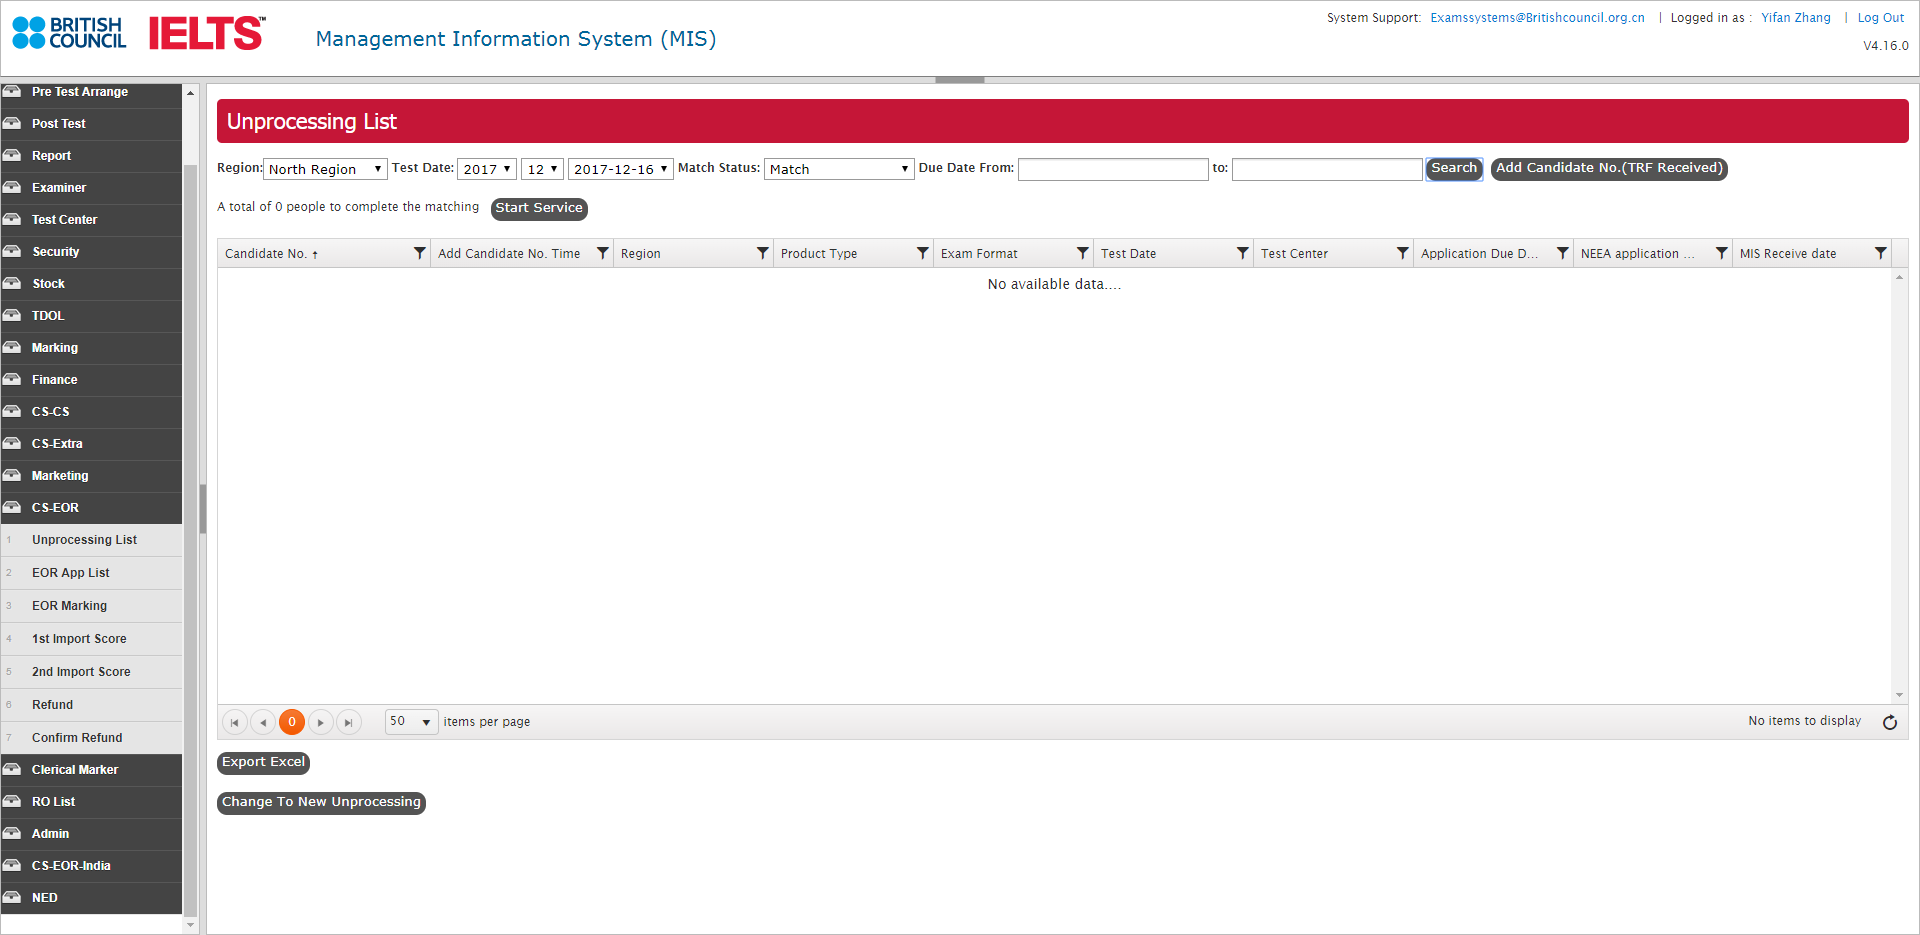 BRITISH COUNCIL IELTS™ Management Information System (MIS)
System Support: Examssystems@Britishcouncil.org.cn | Logged in as : Yifan Zhang | Log Out
V4.16.0
Pre Test Arrange
Post Test
Report
Examiner
Test Center
Security
Stock
TDOL
Marking
Finance
CS-CS
CS-Extra
Marketing
CS-EOR
1 Unprocessing List
2 EOR App List
3 EOR Marking
4 1st Import Score
5 2nd Import Score
6 Refund
7 Confirm Refund
Clerical Marker
RO List
Admin
CS-EOR-India
NED
Unprocessing List
Region: North Region Test Date: 2017 12 2017-12-16 Match Status: Match Due Date From: to: Search Add Candidate No.(TRF Received)
A total of 0 people to complete the matching Start Service
Candidate No. Add Candidate No. Time Region Product Type Exam Format Test Date Test Center Application Due D... NEEA application ... MIS Receive date
No available data....
0 50 items per page No items to display
Export Excel
Change To New Unprocessing